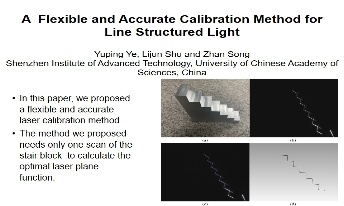 A Flexible and Accurate Calibration Method for
Line Structured Light
Yuping Ye, Lijun Shu and Zhan Song
Shenzhen Institute of Advanced Technology, University of Chinese Academy of
Sciences, China
• In this paper, we proposed
a flexible and accurate
laser calibration method
• The method we proposed
needs only one scan of the
stair block to calculate the
optimal laser plane
function.
(a)
(b)
(c)
(d)